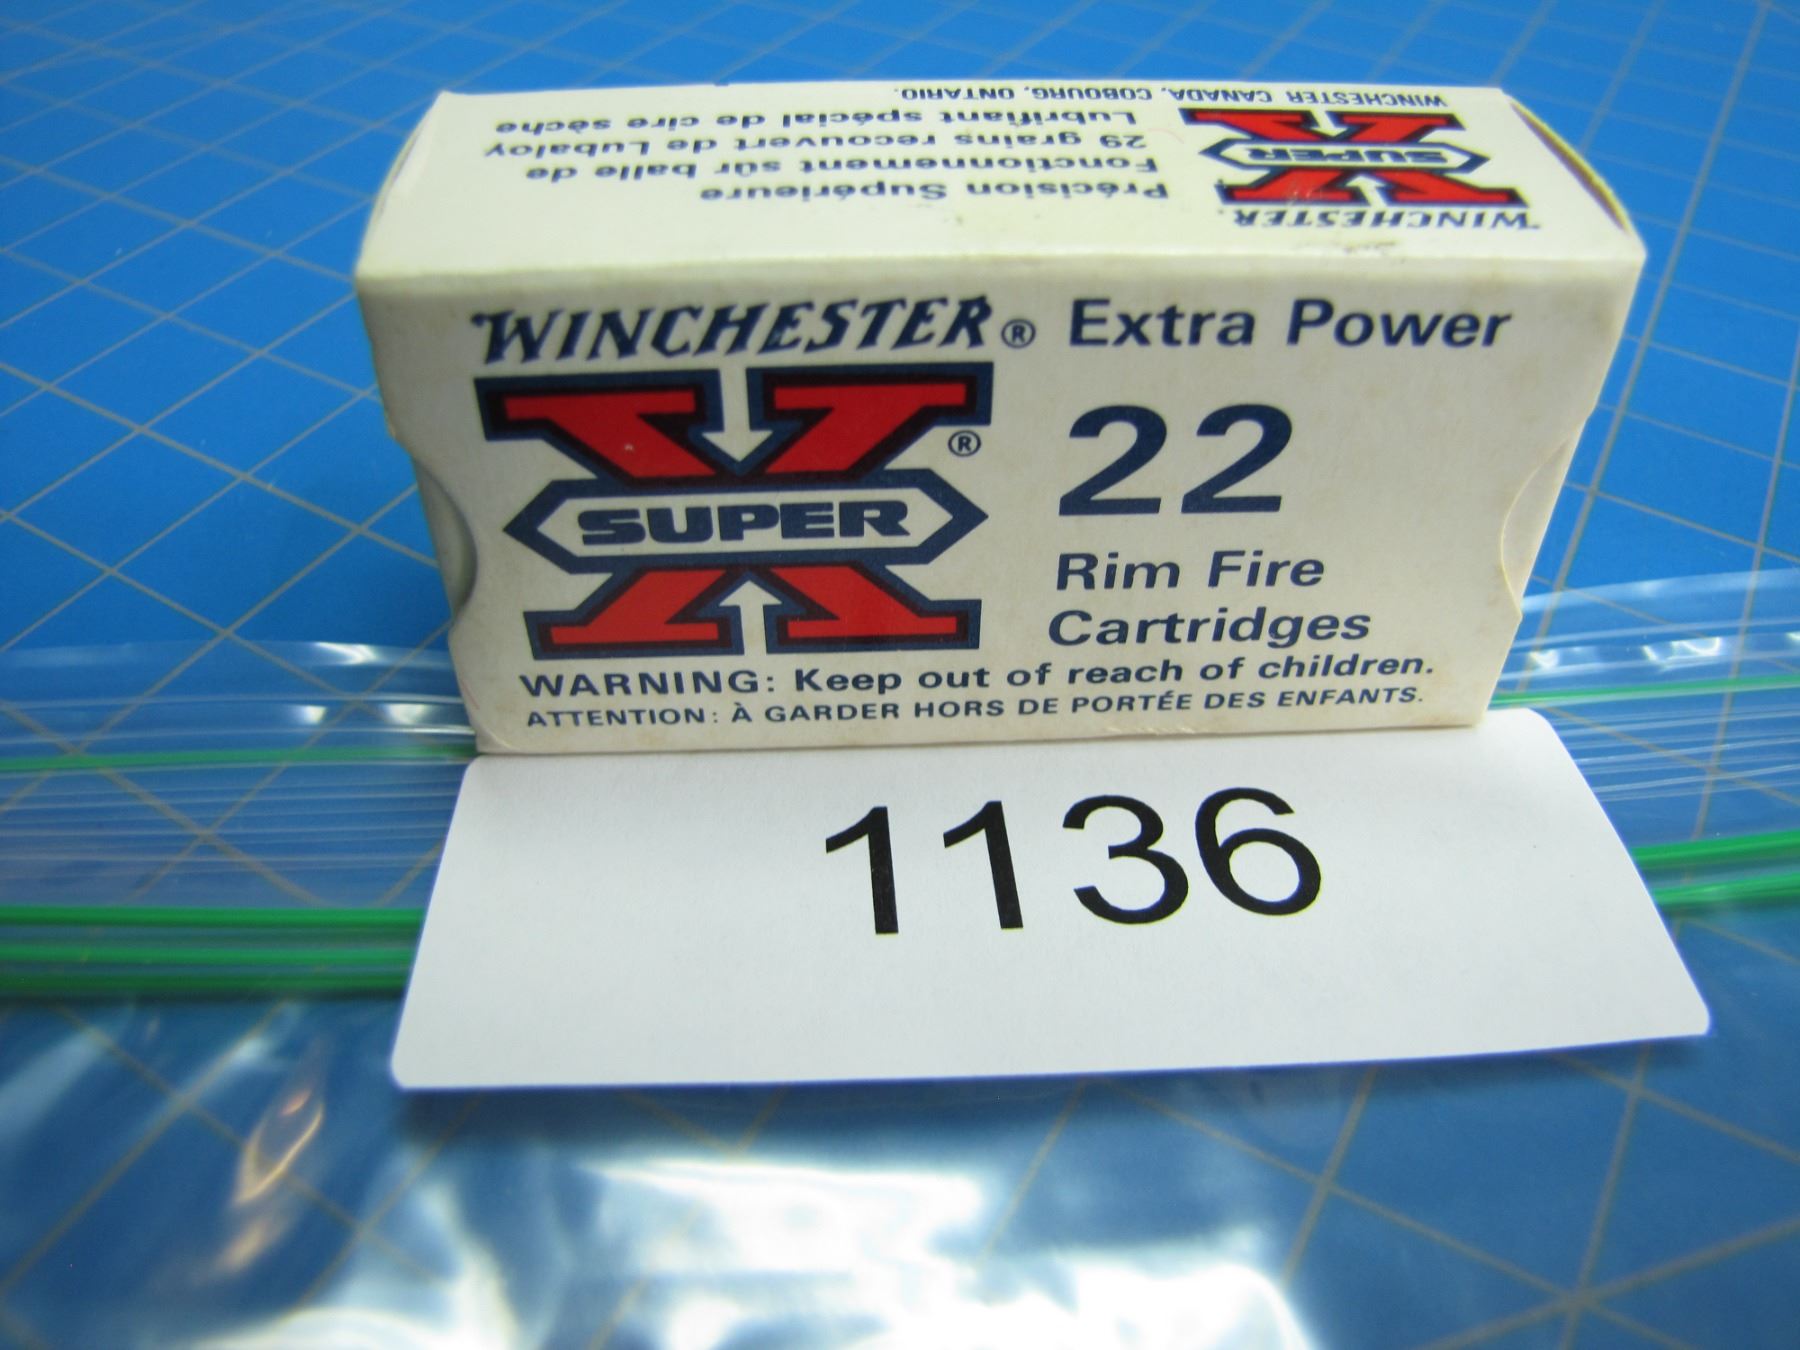 WINCHESTER CANADA, COBOURG, ONTARIO.
WINCHESTER
SUPER
X
Précision Supérieure
Fonctionnement sûr balle de
29 grains recouvert de Lubaloy
Lubrifiant spécial de cire sèche
WINCHESTER® Extra Power
X®
SUPER
22
Rim Fire
Cartridges
WARNING: Keep out of reach of children.
ATTENTION: À GARDER HORS DE PORTÉE DES ENFANTS.
1136